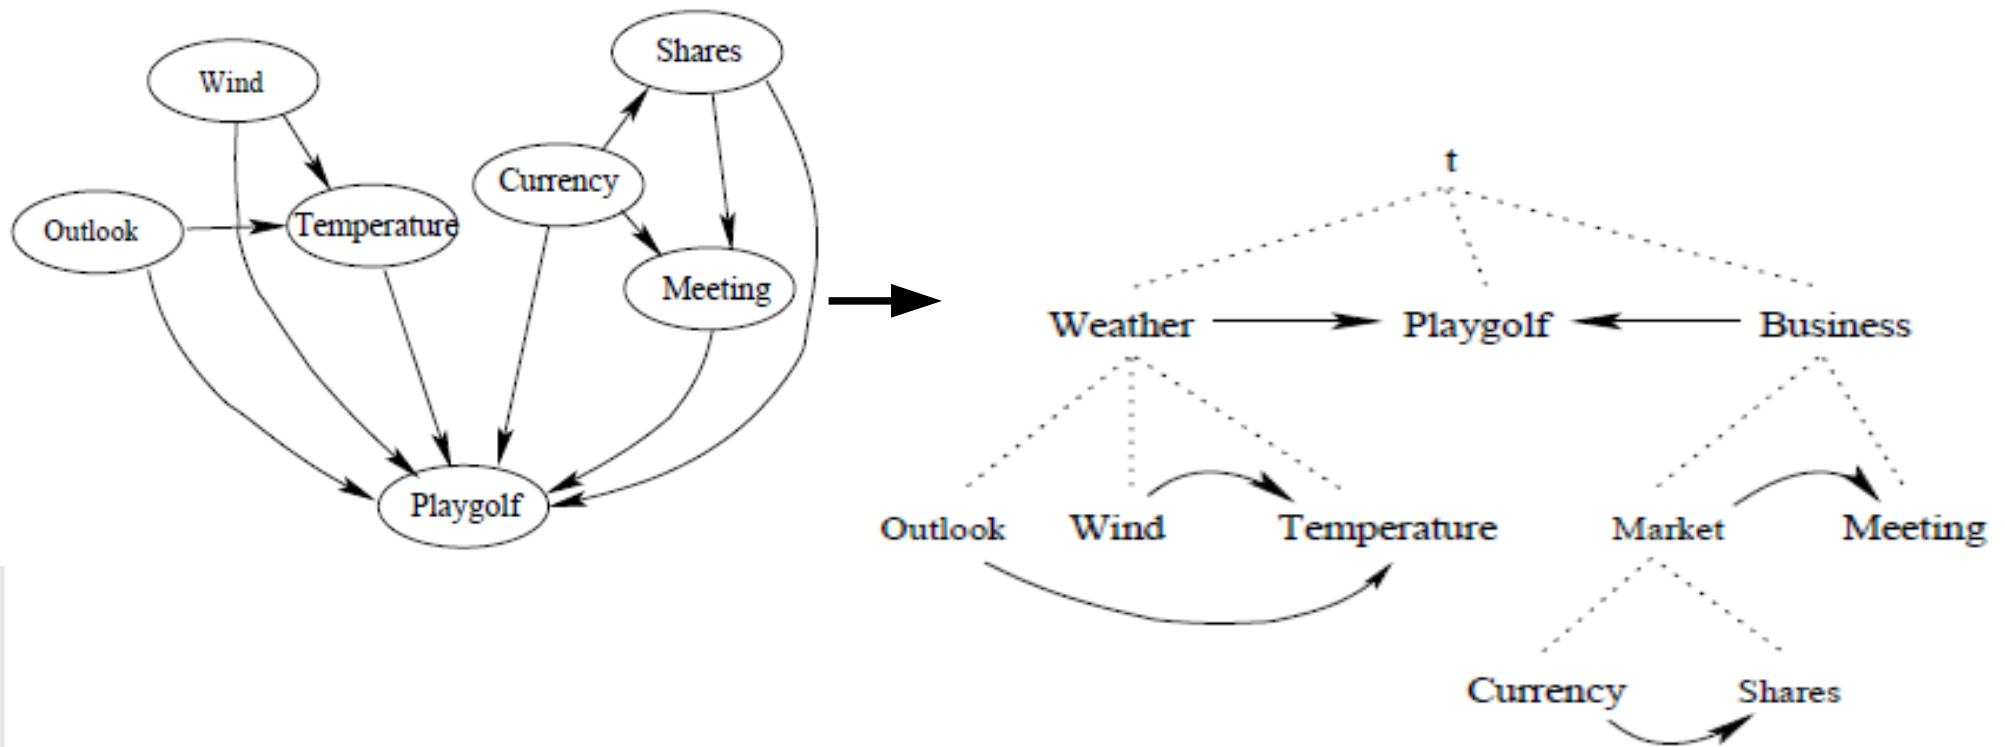 Shares
Wind
Currency
Outlook
Temperature
Meeting
Playgolf
t
Weather
Playgolf
Business
Outlook
Wind
Temperature
Market
Meeting
Currency
Shares